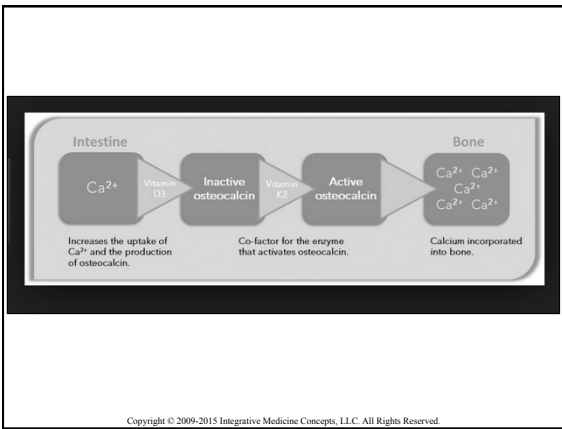 Intestine
Bone
Ca²⁺
Vitamin
D3
Inactive
osteocalcin
Vitamin
K2
Active
osteocalcin
Ca²⁺ Ca²⁺
Ca²⁺
Ca²⁺ Ca²⁺
Increases the uptake of
Ca²⁺ and the production
of osteocalcin.
Co-factor for the enzyme
that activates osteocalcin.
Calcium incorporated
into bone.
Copyright © 2009-2015 Integrative Medicine Concepts, LLC. All Rights Reserved.